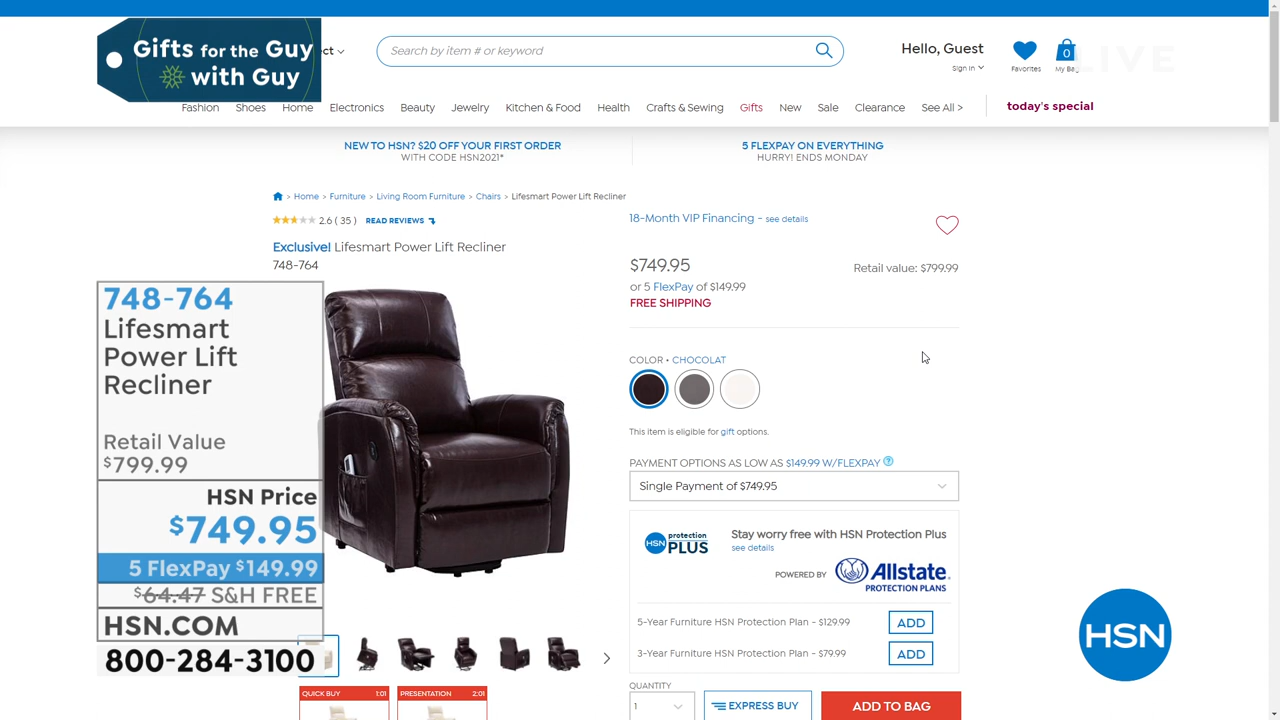 Gifts for the Guy
with Guy
ct
Search by item # or keyword
Hello, Guest
Sign in
Favorites
0
My Ba
LIVE
Fashion Shoes Home Electronics Beauty Jewelry Kitchen & Food Health Crafts & Sewing Gifts New Sale Clearance See All > today's special
NEW TO HSN? $20 OFF YOUR FIRST ORDER
WITH CODE HSN2021*
5 FLEXPAY ON EVERYTHING
HURRY! ENDS MONDAY
> Home > Furniture > Living Room Furniture > Chairs > Lifesmart Power Lift Recliner
2.6 ( 35 ) READ REVIEWS
Exclusive! Lifesmart Power Lift Recliner
748-764
18-Month VIP Financing - see details
$749.95
Retail value: $799.99
or 5 FlexPay of $149.99
FREE SHIPPING
COLOR • CHOCOLAT
This item is eligible for gift options.
PAYMENT OPTIONS AS LOW AS $149.99 W/FLEXPAY ?
Single Payment of $749.95
HSN protection PLUS
Stay worry free with HSN Protection Plus
see details
POWERED BY Allstate
PROTECTION PLANS
5-Year Furniture HSN Protection Plan - $129.99 ADD
3-Year Furniture HSN Protection Plan - $79.99 ADD
QUANTITY
1
EXPRESS BUY
ADD TO BAG
748-764
Lifesmart
Power Lift
Recliner
Retail Value
$799.99
HSN Price
$749.95
5 FlexPay $149.99
$64.47 S&H FREE
HSN.COM
800-284-3100
QUICK BUY 1:01
PRESENTATION 2:01
HSN